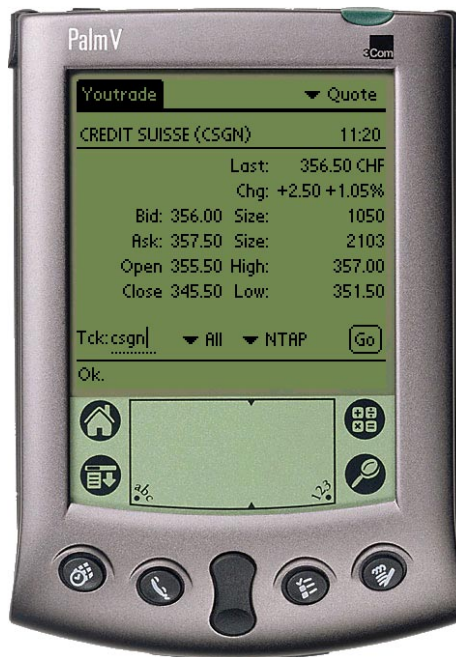 Palm V
3Com
Youtrade Quote
CREDIT SUISSE (CSGN) 11:20
Last: 356.50 CHF
Chg: +2.50 +1.05%
Bid: 356.00 Size: 1050
Ask: 357.50 Size: 2103
Open 355.50 High: 357.00
Close 345.50 Low: 351.50
Tck: csgn All NTAP Go
Ok.
abc 123